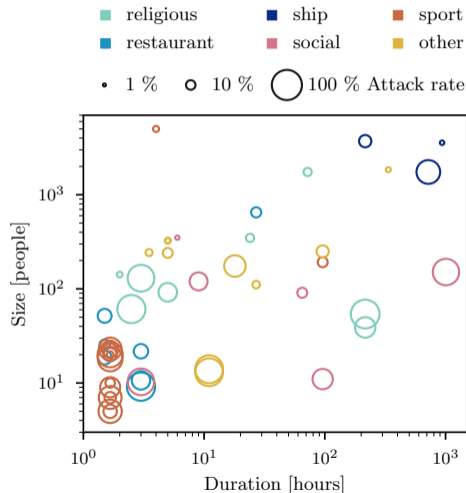 religious ship sport
restaurant social other
1 % 10 % 100 % Attack rate
10³
10²
10¹
Size [people]
10⁰ 10¹ 10² 10³
Duration [hours]